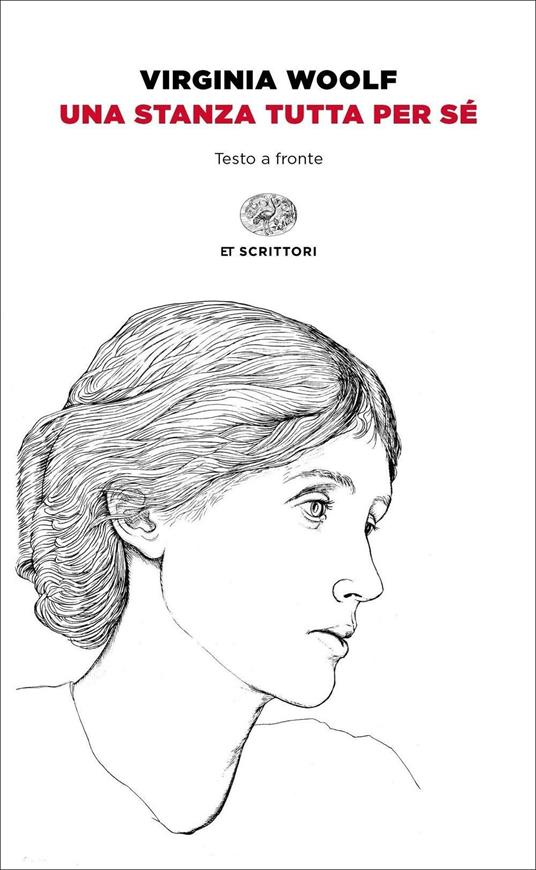 VIRGINIA WOOLF
UNA STANZA TUTTA PER SÉ
Testo a fronte
ET SCRITTORI